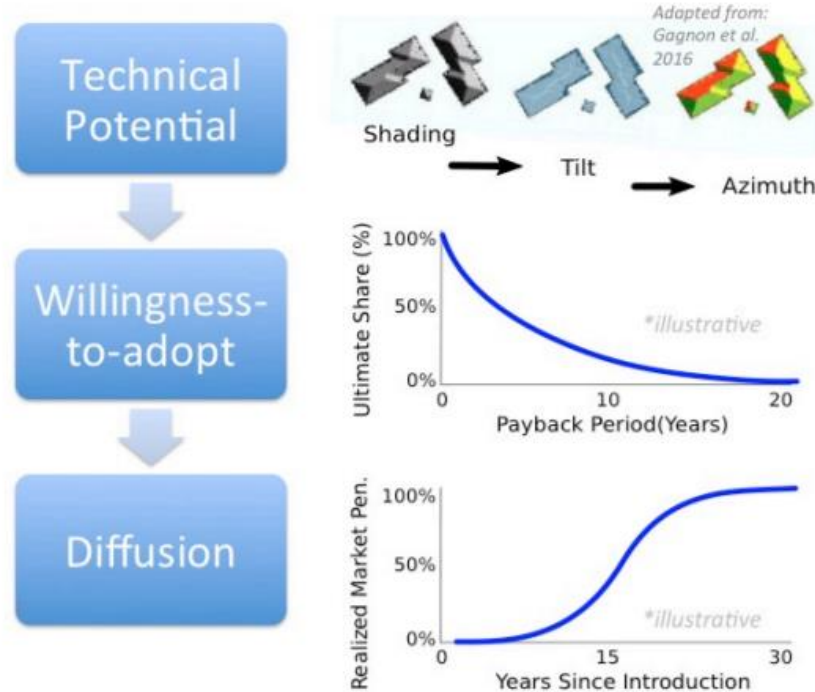 Technical
Potential
Adapted from:
Gagnon et al.
2016
Shading
Tilt
Azimuth
Willingness-
to-adopt
Ultimate Share (%)
100%
50%
0%
*illustrative
0
10
20
Payback Period(Years)
Diffusion
Realized Market Pen.
100%
50%
0%
*illustrative
0
15
30
Years Since Introduction